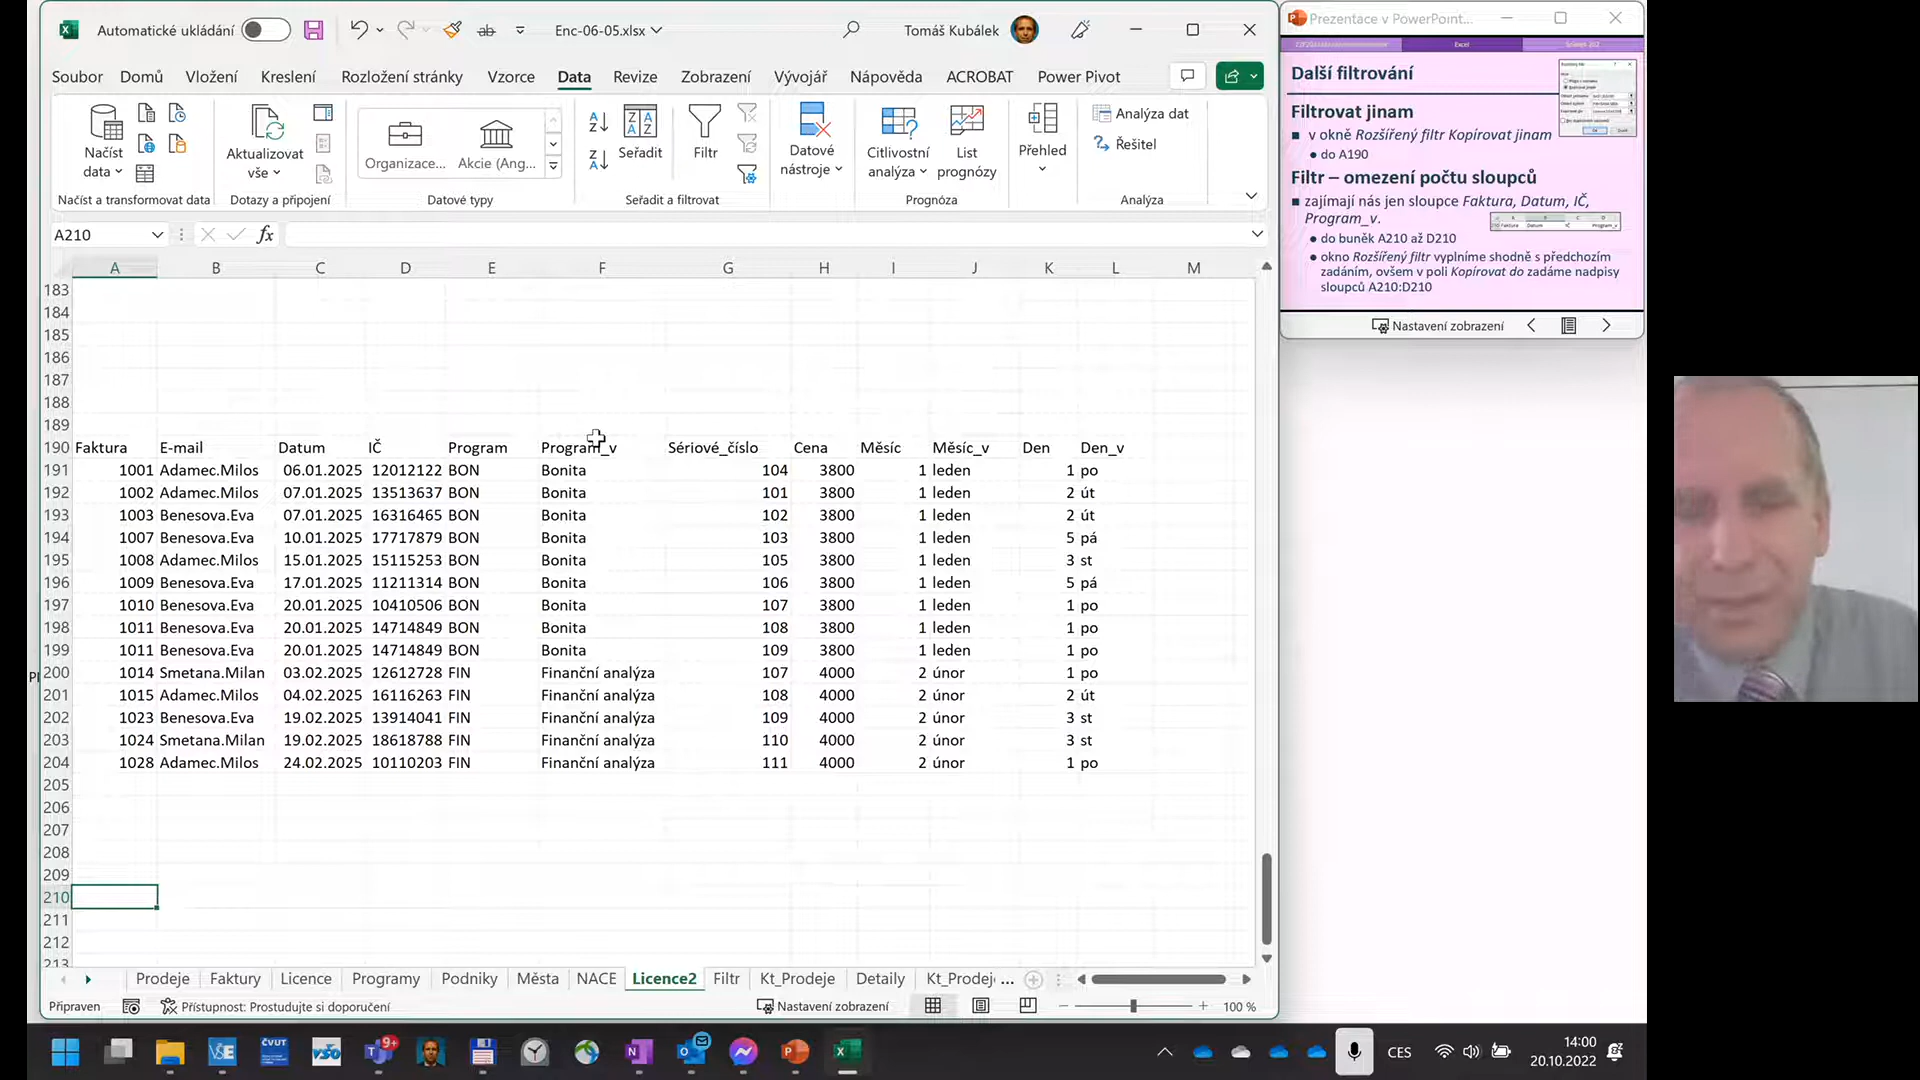 Automatické ukládání
Enc-06-05.xlsx
Tomáš Kubálek
Soubor Domů Vložení Kreslení Rozložení stránky Vzorce Data Revize Zobrazení Vývojář Nápověda ACROBAT Power Pivot
Načíst data
Aktualizovat vše
Organizace...
Akcie (Ang...
Seřadit
Filtr
Datové nástroje
Citlivostní analýza
List prognózy
Přehled
Analýza dat
Řešitel
Načíst a transformovat data
Dotazy a připojení
Datové typy
Seřadit a filtrovat
Prognóza
Analýza
A210
fx
A B C D E F G H I J K L M
183
184
185
186
187
188
189
190 Faktura E-mail Datum IČ Program Program_v Sériové_číslo Cena Měsíc Měsíc_v Den Den_v
191 1001 Adamec.Milos 06.01.2025 12012122 BON Bonita 104 3800 1 leden 1 po
192 1002 Adamec.Milos 07.01.2025 13513637 BON Bonita 101 3800 1 leden 2 út
193 1003 Benesova.Eva 07.01.2025 16316465 BON Bonita 102 3800 1 leden 2 út
194 1007 Benesova.Eva 10.01.2025 17717879 BON Bonita 103 3800 1 leden 5 pá
195 1008 Adamec.Milos 15.01.2025 15115253 BON Bonita 105 3800 1 leden 3 st
196 1009 Benesova.Eva 17.01.2025 11211314 BON Bonita 106 3800 1 leden 5 pá
197 1010 Benesova.Eva 20.01.2025 10410506 BON Bonita 107 3800 1 leden 1 po
198 1011 Benesova.Eva 20.01.2025 14714849 BON Bonita 108 3800 1 leden 1 po
199 1011 Benesova.Eva 20.01.2025 14714849 BON Bonita 109 3800 1 leden 1 po
200 1014 Smetana.Milan 03.02.2025 12612728 FIN Finanční analýza 107 4000 2 únor 1 po
201 1015 Adamec.Milos 04.02.2025 16116263 FIN Finanční analýza 108 4000 2 únor 2 út
202 1023 Benesova.Eva 19.02.2025 13914041 FIN Finanční analýza 109 4000 2 únor 3 st
203 1024 Smetana.Milan 19.02.2025 18618788 FIN Finanční analýza 110 4000 2 únor 3 st
204 1028 Adamec.Milos 24.02.2025 10110203 FIN Finanční analýza 111 4000 2 únor 1 po
205
206
207
208
209
210
211
212
213
Prodeje Faktury Licence Programy Podniky Města NACE Licence2 Filtr Kt_Prodeje Detaily Kt_Prodej ...
Připraven
Přístupnost: Prostudujte si doporučení
Nastavení zobrazení
100 %
Prezentace v PowerPoint...
Excel
Další filtrování
Filtrovat jinam
v okně Rozšířený filtr Kopírovat jinam
do A190
Filtr – omezení počtu sloupců
zajímají nás jen sloupce Faktura, Datum, IČ,
Program_v.
do buněk A210 až D210
okno Rozšířený filtr vyplníme shodně s předchozím
zadáním, ovšem v poli Kopírovat do zadáme nadpisy
sloupců A210:D210
Nastavení zobrazení
9+
CES
14:00
20.10.2022